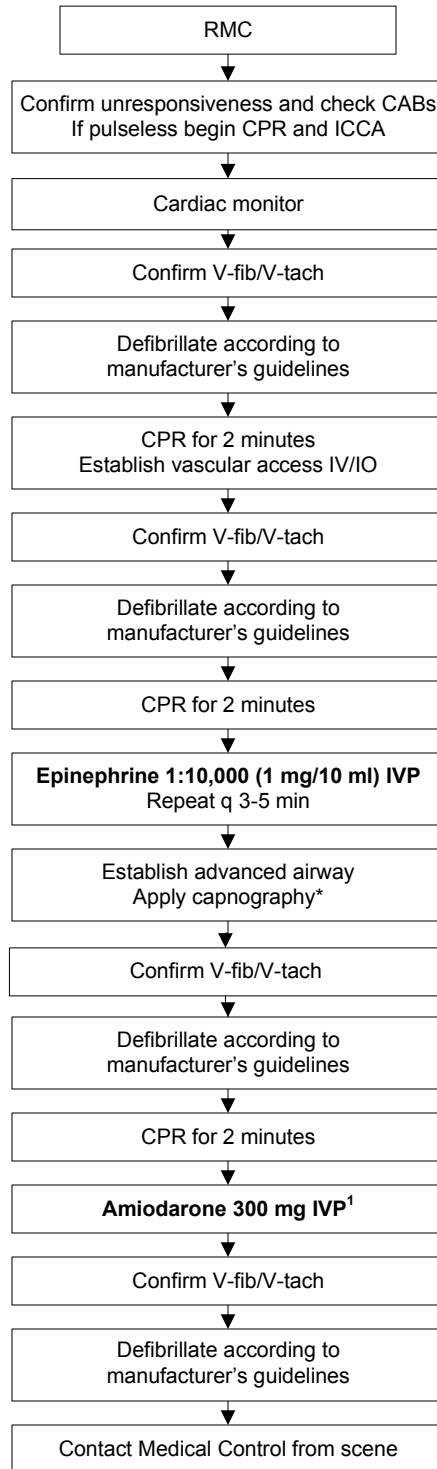 RMC
Confirm unresponsiveness and check CABs
If pulseless begin CPR and ICCA
Cardiac monitor
Confirm V-fib/V-tach
Defibrillate according to
manufacturer’s guidelines
CPR for 2 minutes
Establish vascular access IV/IO
Confirm V-fib/V-tach
Defibrillate according to
manufacturer’s guidelines
CPR for 2 minutes
Epinephrine 1:10,000 (1 mg/10 ml) IVP
Repeat q 3-5 min
Establish advanced airway
Apply capnography*
Confirm V-fib/V-tach
Defibrillate according to
manufacturer’s guidelines
CPR for 2 minutes
Amiodarone 300 mg IVP¹
Confirm V-fib/V-tach
Defibrillate according to
manufacturer’s guidelines
Contact Medical Control from scene